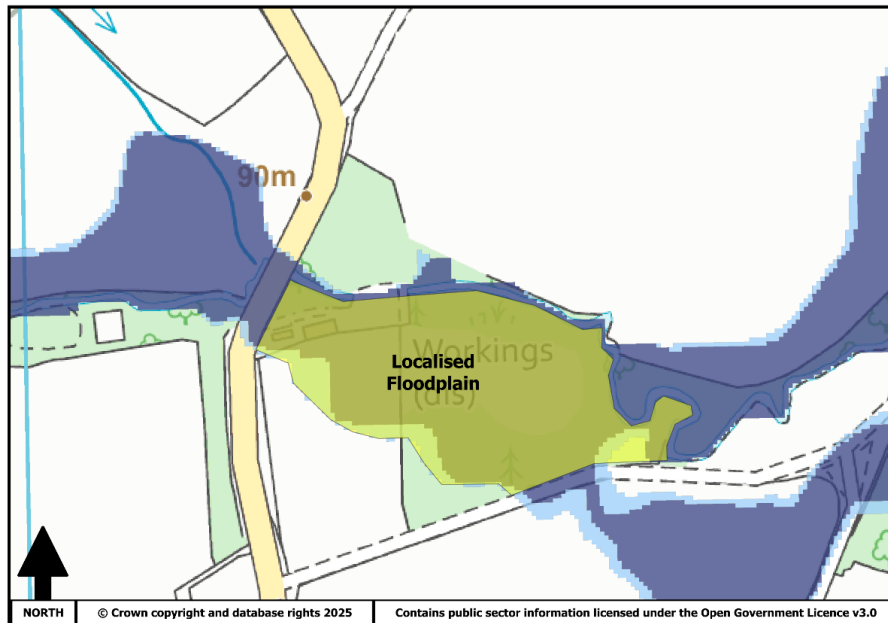 90m
Localised
Floodplain
Workings
(dis)
NORTH
© Crown copyright and database rights 2025
Contains public sector information licensed under the Open Government Licence v3.0